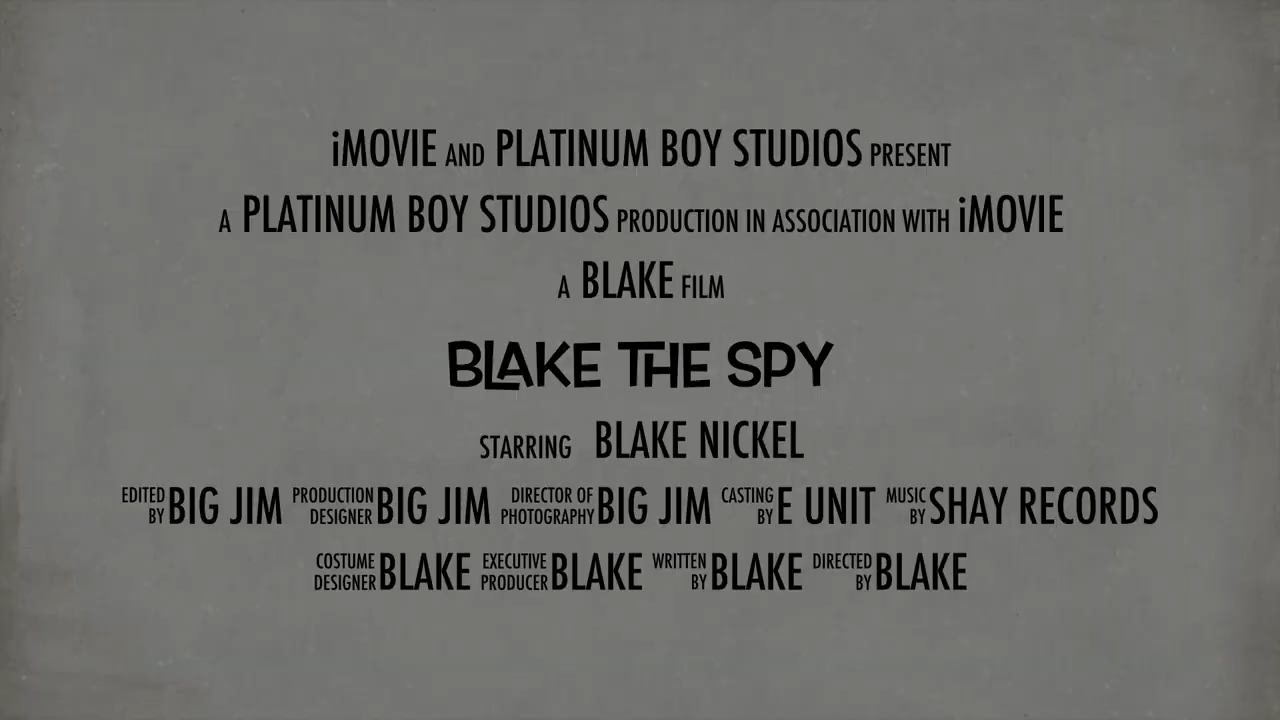 iMOVIE AND PLATINUM BOY STUDIOS PRESENT
A PLATINUM BOY STUDIOS PRODUCTION IN ASSOCIATION WITH iMOVIE
A BLAKE FILM
BLAKE THE SPY
STARRING BLAKE NICKEL
EDITED BY BIG JIM PRODUCTION DESIGNER BIG JIM DIRECTOR OF PHOTOGRAPHY BIG JIM CASTING BY E UNIT MUSIC BY SHAY RECORDS
COSTUME DESIGNER BLAKE EXECUTIVE PRODUCER BLAKE WRITTEN BY BLAKE DIRECTED BY BLAKE